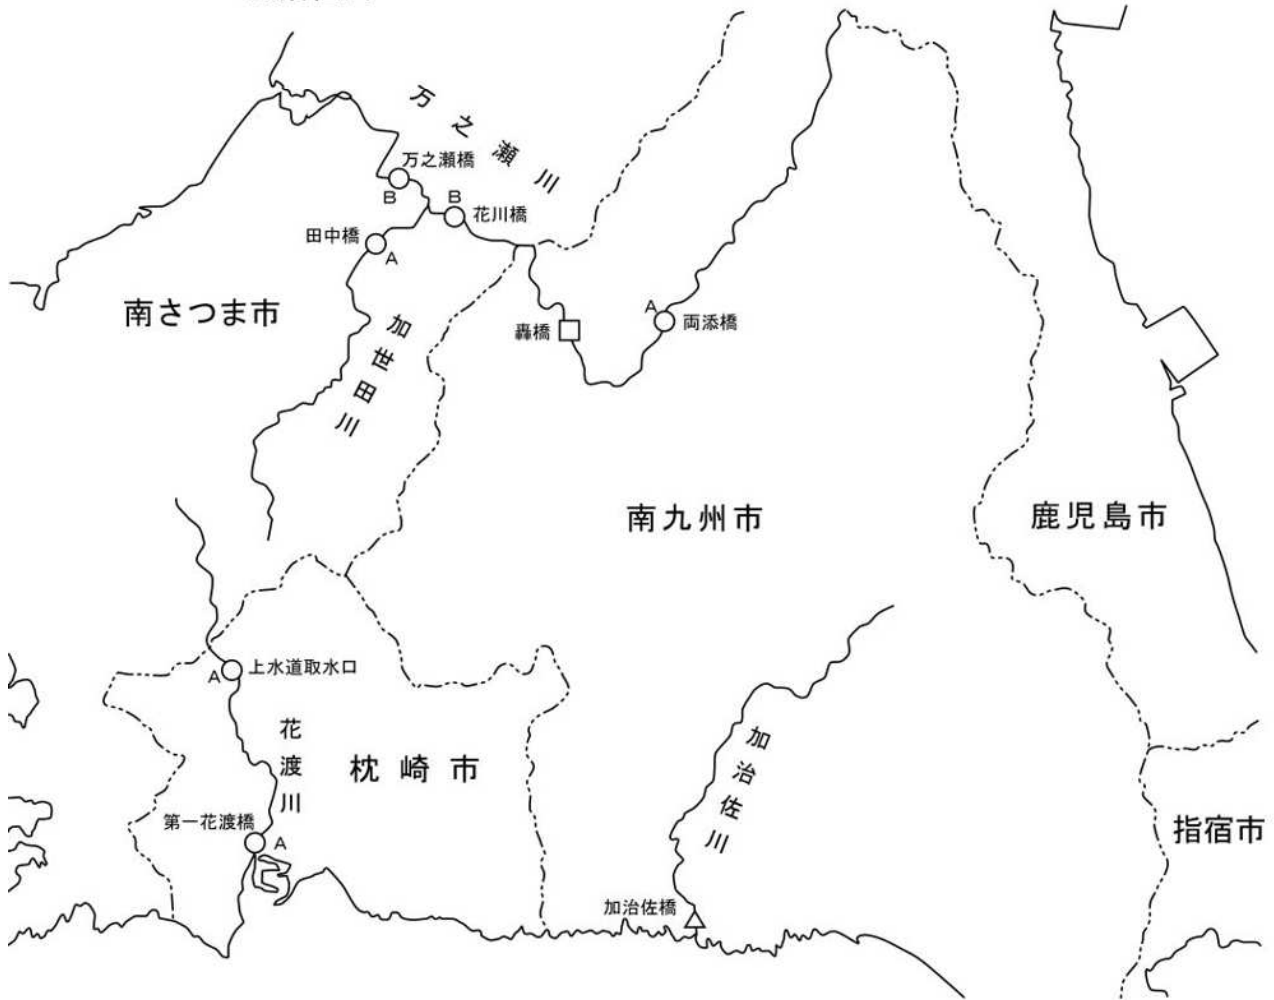 万之瀬川
万之瀬橋
B
B
花川橋
田中橋
A
南さつま市
加世田川
轟橋
A
両添橋
南九州市
鹿児島市
上水道取水口
A
花渡川
枕崎市
加治佐川
第一花渡橋
A
指宿市
加治佐橋